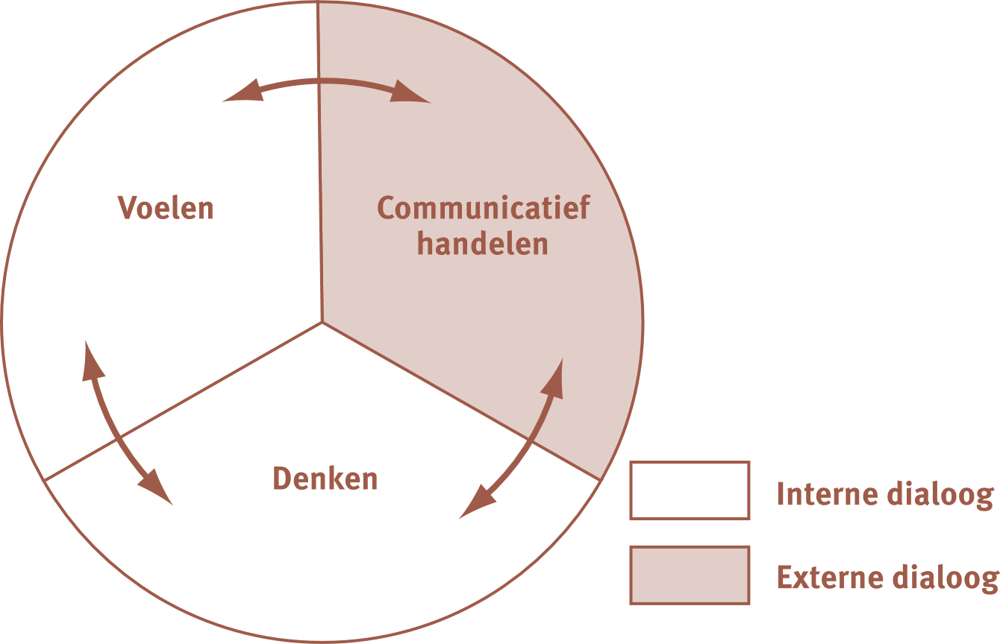 Voelen
Communicatief
handelen
Denken
Interne dialoog
Externe dialoog